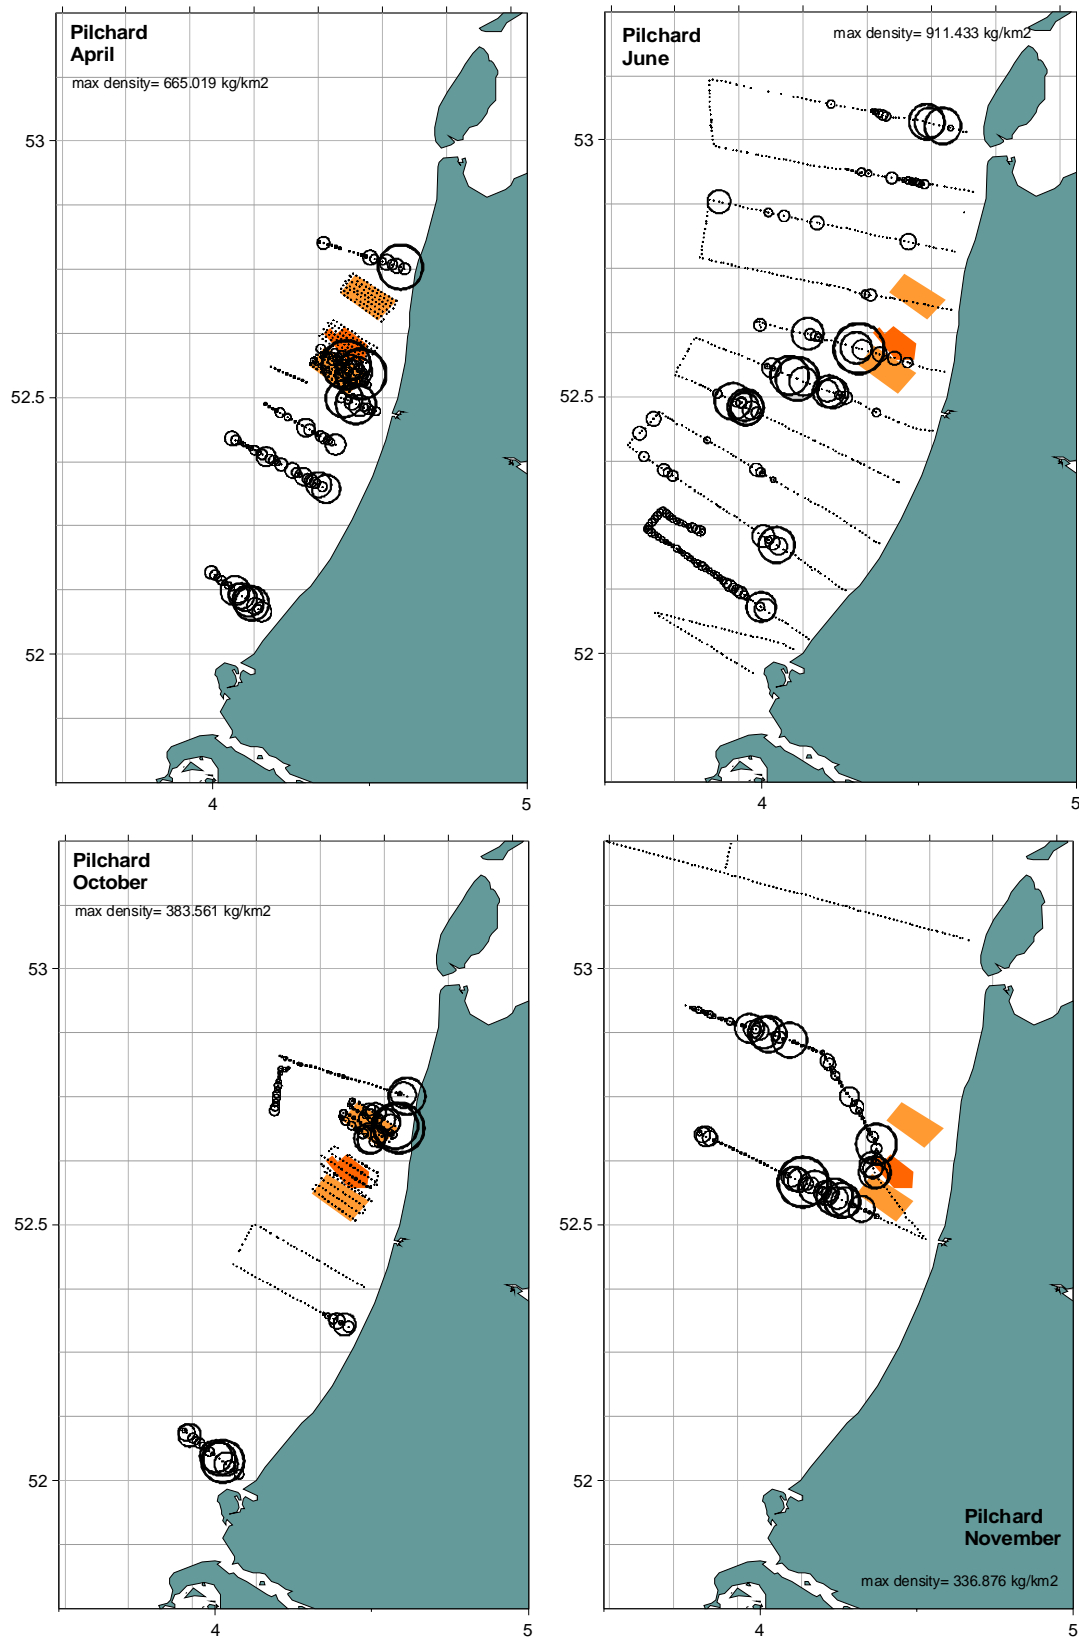 Pilchard
April
max density= 665.019 kg/km2
53
52.5
52
4
5
Pilchard
June
max density= 911.433 kg/km2
53
52.5
52
4
5
Pilchard
October
max density= 383.561 kg/km2
53
52.5
52
4
5
53
52.5
52
Pilchard
November
max density= 336.876 kg/km2
4
5